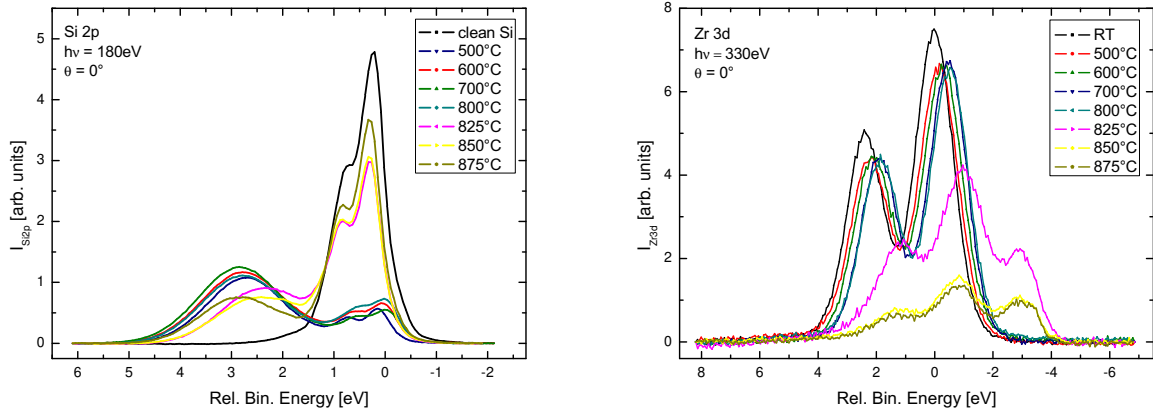 Si 2p
hν = 180eV
θ = 0°
clean Si
500°C
600°C
700°C
800°C
825°C
850°C
875°C
I Si2p [arb. units]
5
4
3
2
1
0
6 5 4 3 2 1 0 -1 -2
Rel. Bin. Energy [eV]
Zr 3d
hν = 330eV
θ = 0°
RT
500°C
600°C
700°C
800°C
825°C
850°C
875°C
I Zr3d [arb. units]
8
6
4
2
0
8 6 4 2 0 -2 -4 -6
Rel. Bin. Energy [eV]